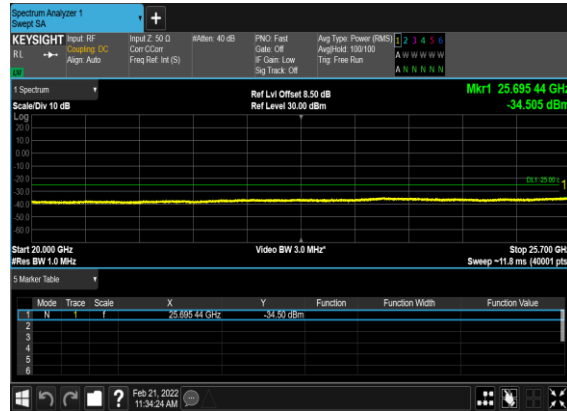 Spectrum Analyzer 1
Swept SA
KEYSIGHT Input: RF Input Z: 50 Ω #Atten: 40 dB PNO: Fast Avg Type: Power (RMS) 1 2 3 4 5 6
RL Coupling: DC Corr CCorr Gate: Off Avg|Hold: 100/100 A W W W W W
Align: Auto Freq Ref: Int (S) IF Gain: Low Trig: Free Run
Sig Track: Off A N N N N N
1 Spectrum Ref Lvl Offset 8.50 dB Mkr1 25.695 44 GHz
Scale/Div 10 dB Ref Level 30.00 dBm -34.505 dBm
Log
20.0
10.0
0.00
-10.0
-20.0
DL1 -25.00
1
-30.0
-40.0
-50.0
-60.0
Start 20.000 GHz Video BW 3.0 MHz* Stop 25.700 GHz
#Res BW 1.0 MHz Sweep ~11.8 ms (40001 pts
5 Marker Table
Mode Trace Scale X Y Function Function Width Function Value
1 N 1 f 25.695 44 GHz -34.50 dBm
2
3
4
5
6
? Feb 21, 2022
11:34:24 AM